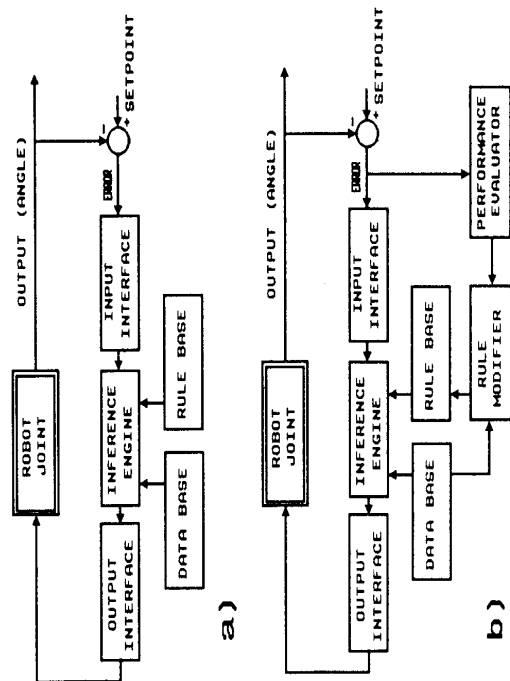 ROBOT
JOINT
OUTPUT (ANGLE)
OUTPUT
INTERFACE
INFERENCE
ENGINE
INPUT
INTERFACE
ERROR
-
+ SETPOINT
DATA BASE
RULE BASE
a)
ROBOT
JOINT
OUTPUT (ANGLE)
OUTPUT
INTERFACE
INFERENCE
ENGINE
INPUT
INTERFACE
ERROR
-
+ SETPOINT
DATA BASE
RULE BASE
RULE
MODIFIER
PERFORMANCE
EVALUATOR
b)